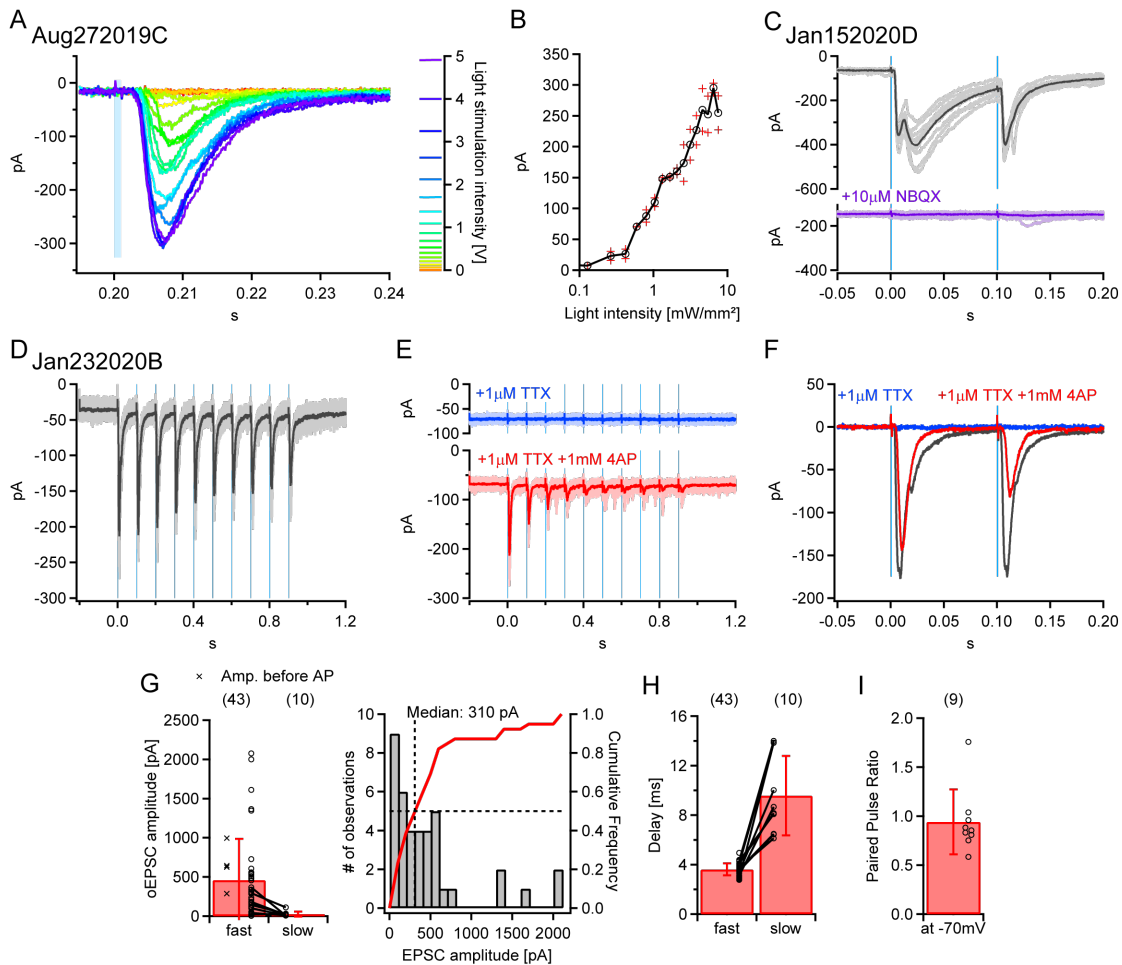 A
Aug272019C
0
-100
-200
-300
pA
0.20
0.21
0.22
0.23
0.24
s
5
4
3
2
1
0
Light stimulation intensity [V]
B
350
300
250
200
150
100
50
0
pA
0.1
1
10
Light intensity [mW/mm²]
C
Jan152020D
0
-200
-400
-600
pA
+10µM NBQX
0
-200
-400
pA
-0.05
0.00
0.05
0.10
0.15
0.20
s
D
Jan232020B
0
-50
-100
-150
-200
-250
-300
pA
0.0
0.2
0.4
0.6
0.8
1.0
1.2
s
E
0
-50
-100
pA
+1µM TTX
0
-100
-200
-300
pA
+1µM TTX +1mM 4AP
0.0
0.2
0.4
0.6
0.8
1.0
1.2
s
F
50
0
-50
-100
-150
-200
pA
+1µM TTX
+1µM TTX +1mM 4AP
-0.05
0.00
0.05
0.10
0.15
0.20
s
G
× Amp. before AP
(43)
(10)
2500
2000
1500
1000
500
0
oEPSC amplitude [pA]
fast
slow
Median: 310 pA
10
8
6
4
2
0
# of observations
1.0
0.8
0.6
0.4
0.2
0.0
Cumulative Frequency
0
500
1000
1500
2000
EPSC amplitude [pA]
H
(43)
(10)
16
12
8
4
0
Delay [ms]
fast
slow
I
(9)
2.0
1.5
1.0
0.5
0.0
Paired Pulse Ratio
at -70mV